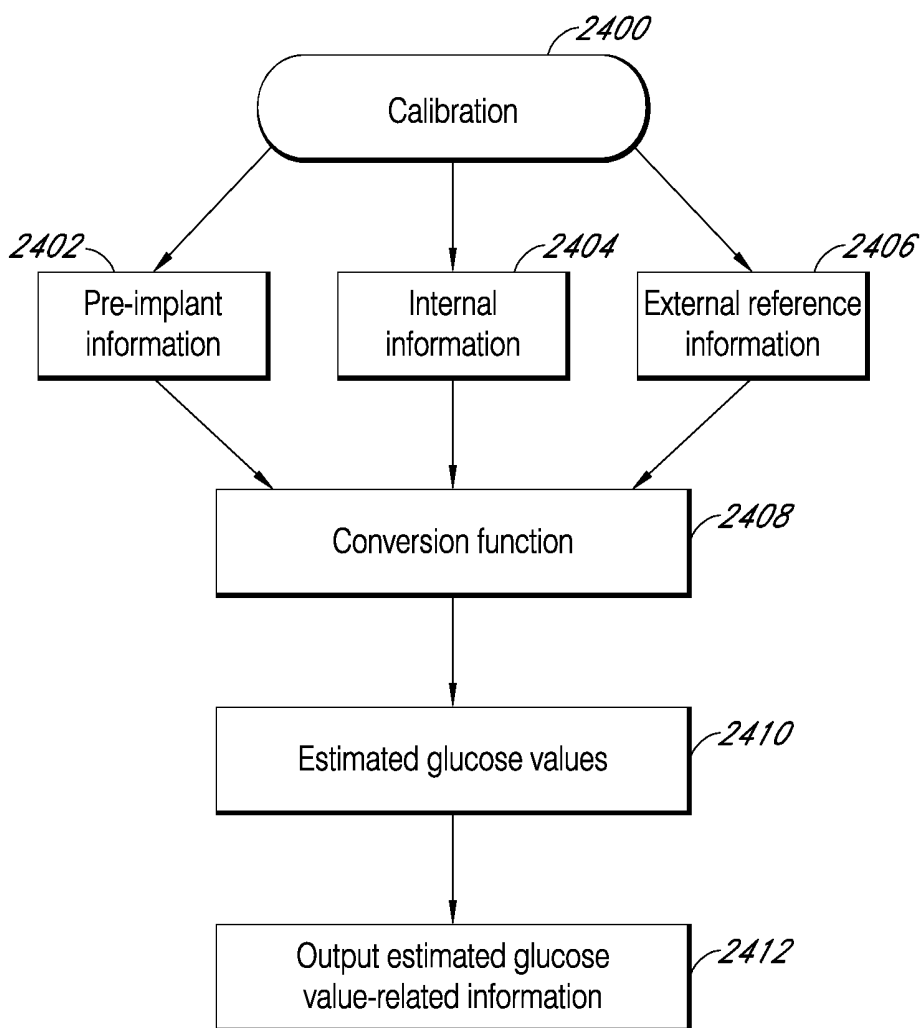 2400
Calibration
2402
2404
2406
Pre-implant
information
Internal
information
External reference
information
2408
Conversion function
2410
Estimated glucose values
2412
Output estimated glucose
value-related information